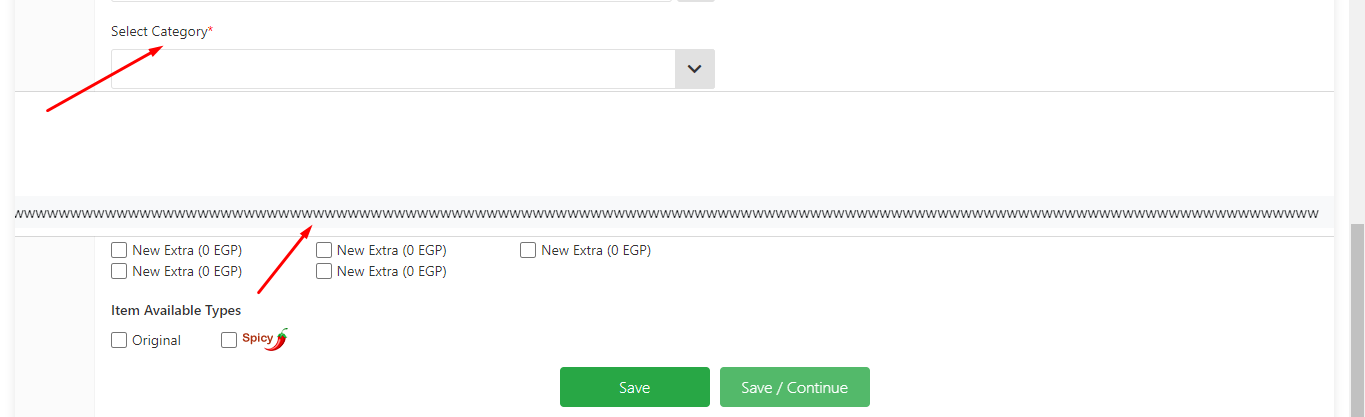 Select Category*
New Extra (0 EGP) New Extra (0 EGP) New Extra (0 EGP)
New Extra (0 EGP) New Extra (0 EGP)
Item Available Types
Original Spicy
Save Save / Continue